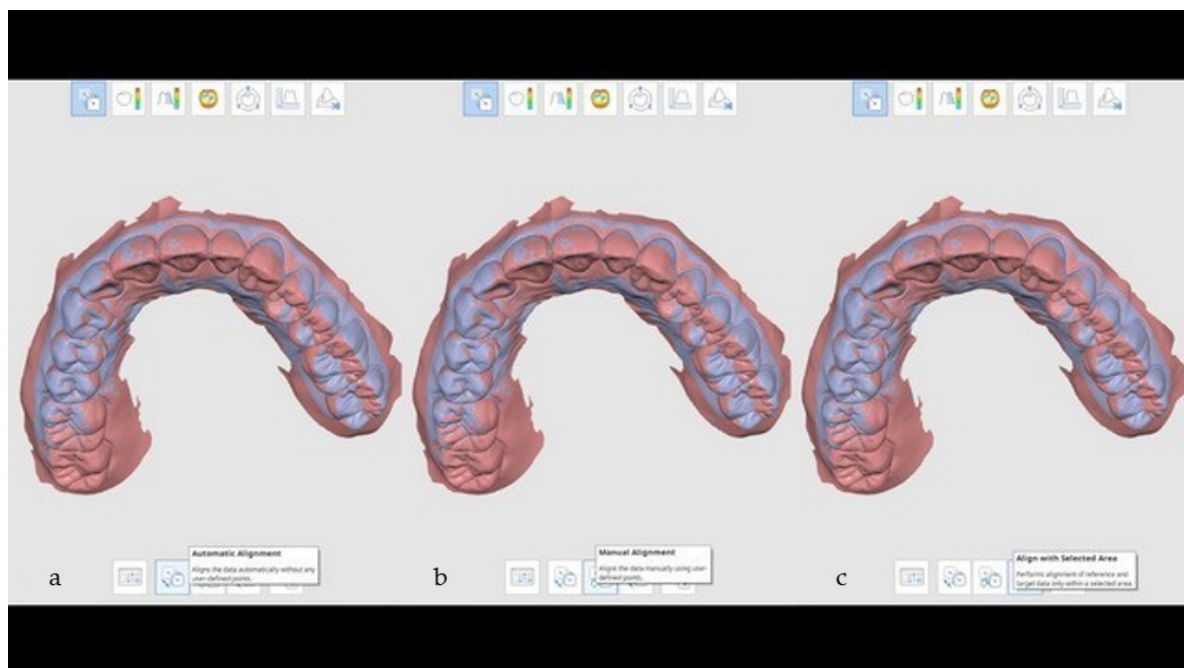 a
Automatic Alignment
Aligns the data automatically without any
user-defined points.
b
Manual Alignment
Aligns the data manually using user-
defined points.
c
Align with Selected Area
Performs alignment of reference and
target data only within a selected area.